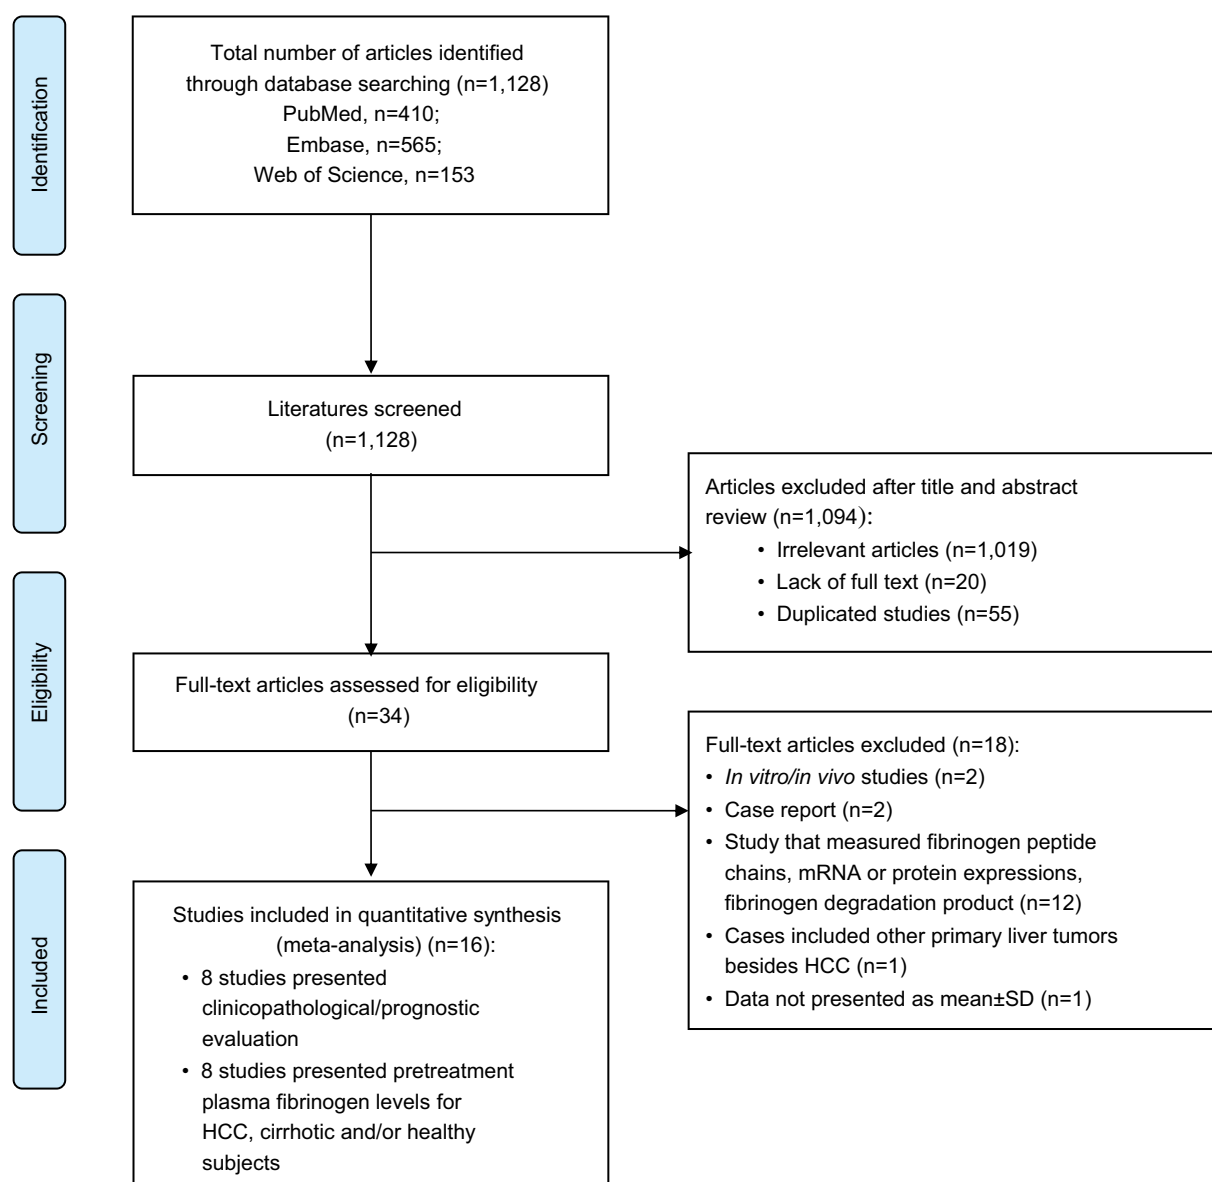 Identification
Total number of articles identified
through database searching (n=1,128)
PubMed, n=410;
Embase, n=565;
Web of Science, n=153
Screening
Literatures screened
(n=1,128)
Articles excluded after title and abstract
review (n=1,094):
• Irrelevant articles (n=1,019)
• Lack of full text (n=20)
• Duplicated studies (n=55)
Eligibility
Full-text articles assessed for eligibility
(n=34)
Full-text articles excluded (n=18):
• In vitro/in vivo studies (n=2)
• Case report (n=2)
• Study that measured fibrinogen peptide
chains, mRNA or protein expressions,
fibrinogen degradation product (n=12)
• Cases included other primary liver tumors
besides HCC (n=1)
• Data not presented as mean±SD (n=1)
Included
Studies included in quantitative synthesis
(meta-analysis) (n=16):
• 8 studies presented
clinicopathological/prognostic
evaluation
• 8 studies presented pretreatment
plasma fibrinogen levels for
HCC, cirrhotic and/or healthy
subjects